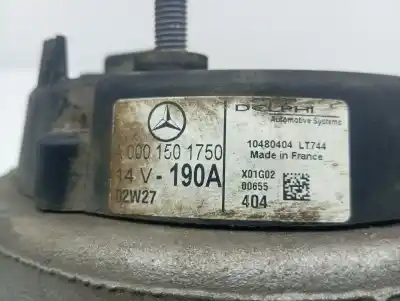 000 150 1750
14 V - 190A
02W27
DELPHI
Automotive Systems
10480404 LT744
Made in France
X01G02
00655
404